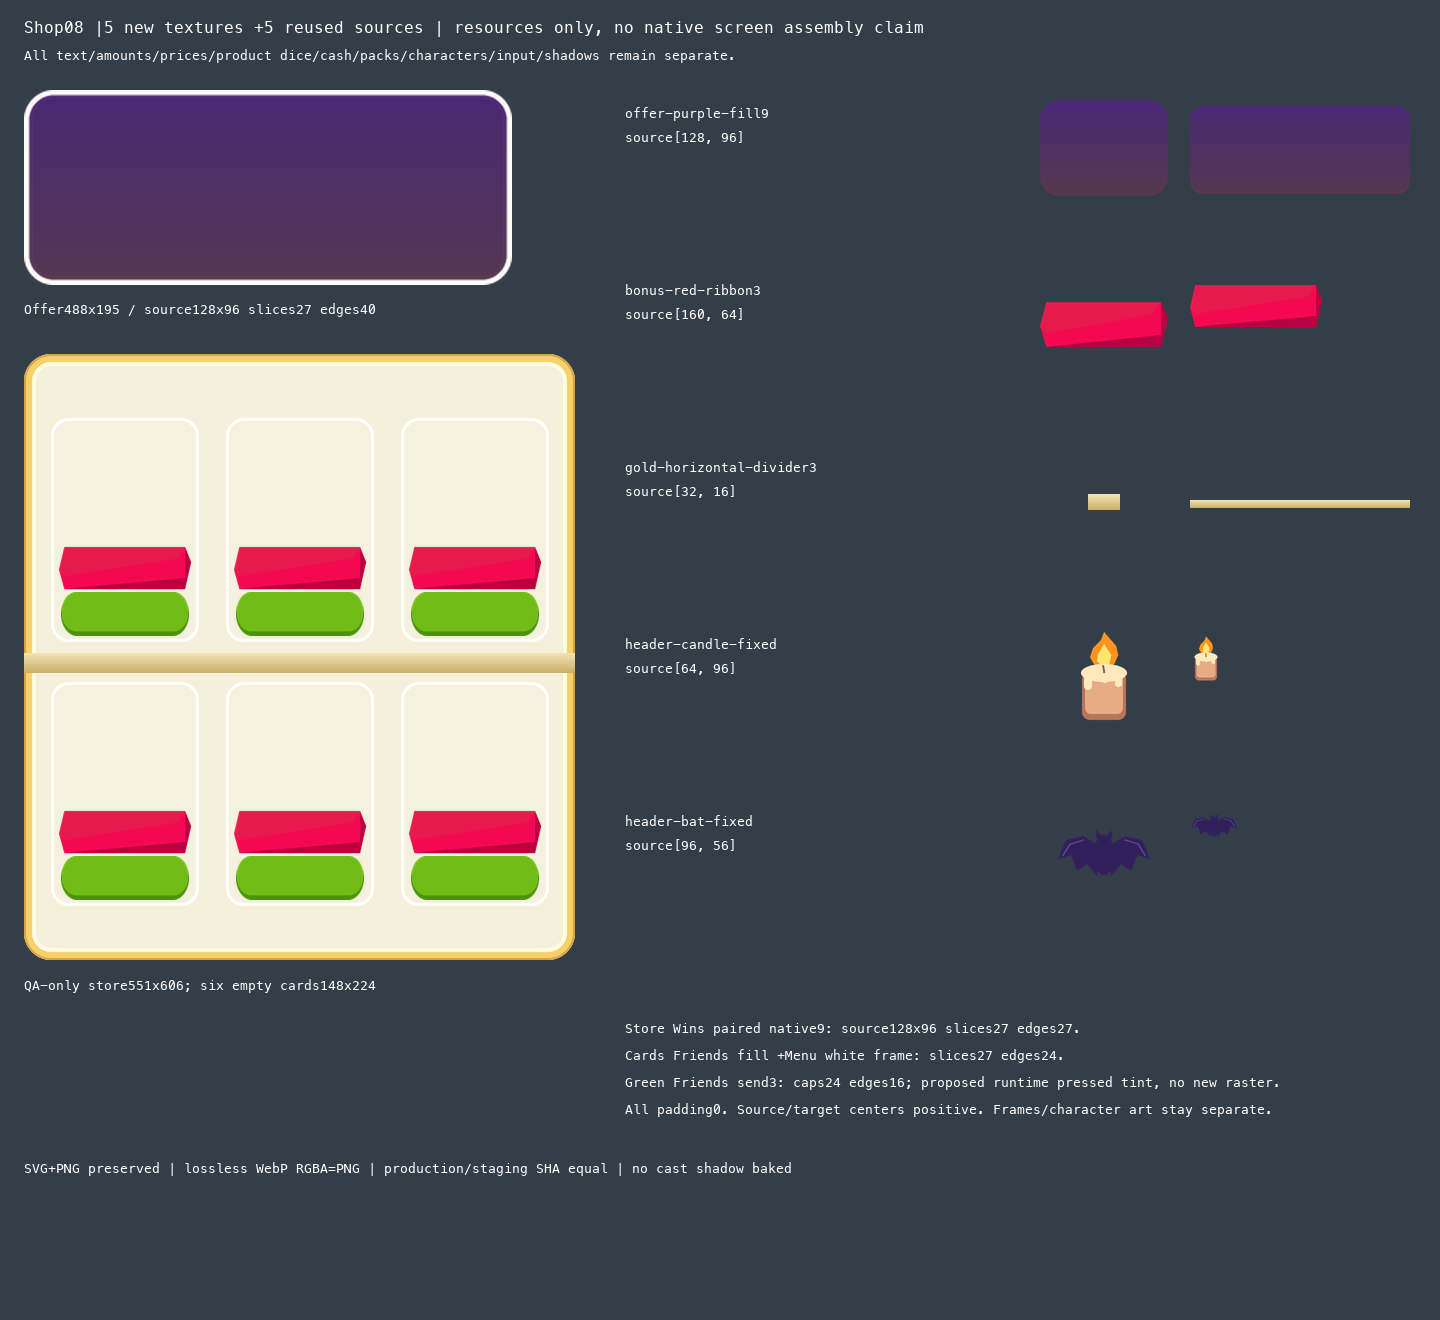 Shop08 |5 new textures +5 reused sources | resources only, no native screen assembly claim
All text/amounts/prices/product dice/cash/packs/characters/input/shadows remain separate.
offer-purple-fill9
source[128, 96]
Offer488x195 / source128x96 slices27 edges40
bonus-red-ribbon3
source[160, 64]
gold-horizontal-divider3
source[32, 16]
header-candle-fixed
source[64, 96]
header-bat-fixed
source[96, 56]
QA-only store551x606; six empty cards148x224
Store Wins paired native9: source128x96 slices27 edges27.
Cards Friends fill +Menu white frame: slices27 edges24.
Green Friends send3: caps24 edges16; proposed runtime pressed tint, no new raster.
All padding0. Source/target centers positive. Frames/character art stay separate.
SVG+PNG preserved | lossless WebP RGBA=PNG | production/staging SHA equal | no cast shadow baked